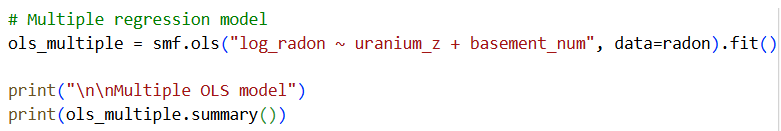 # Multiple regression model
ols_multiple = smf.ols("log_radon ~ uranium_z + basement_num", data=radon).fit()
print("\n\nMultiple OLS model")
print(ols_multiple.summary())